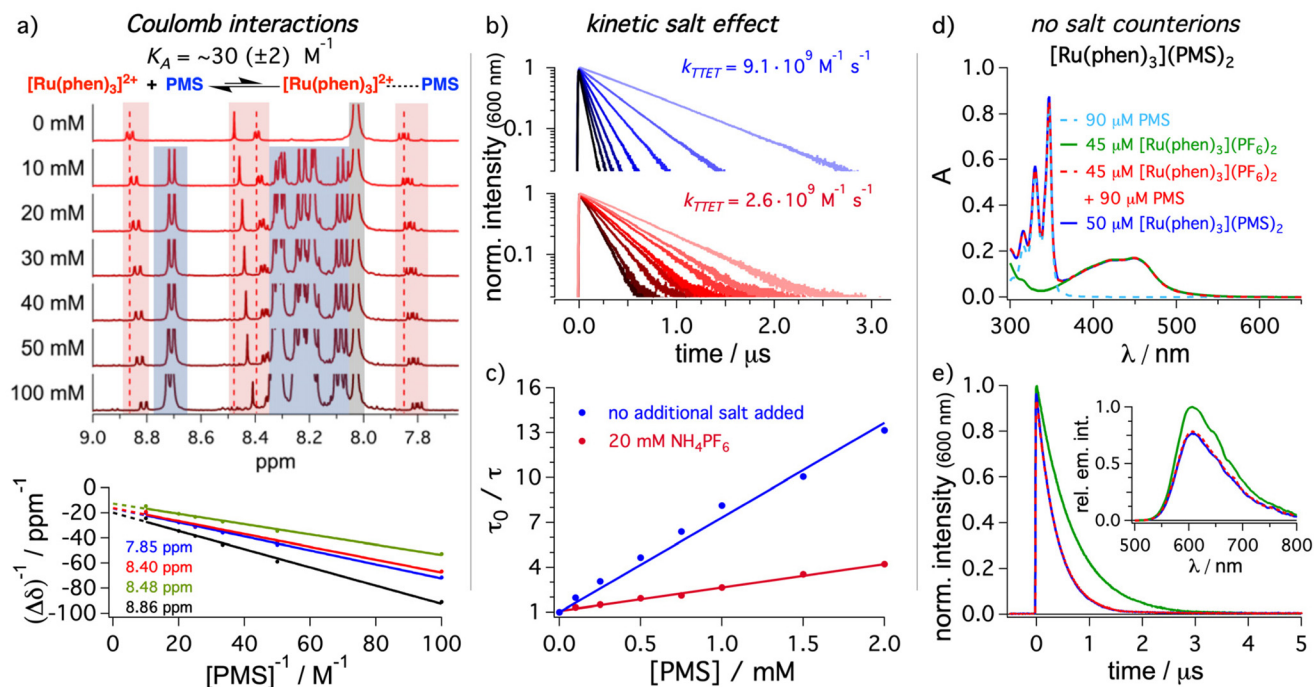 a) Coulomb interactions
K_A = ~30 (±2) M⁻¹
[Ru(phen)₃]²⁺ + PMS ⇌ [Ru(phen)₃]²⁺-----PMS
0 mM
10 mM
20 mM
30 mM
40 mM
50 mM
100 mM
9.0 8.8 8.6 8.4 8.2 8.0 7.8
ppm
0
-20
-40
-60
-80
-100
(Δδ)⁻¹ / ppm⁻¹
7.85 ppm
8.40 ppm
8.48 ppm
8.86 ppm
0 20 40 60 80 100
[PMS]⁻¹ / M⁻¹
b) kinetic salt effect
k_TTET = 9.1·10⁹ M⁻¹ s⁻¹
1
0.1
k_TTET = 2.6·10⁹ M⁻¹ s⁻¹
1
0.1
norm. intensity (600 nm)
0.0 0.5 1.0 1.5 2.0 2.5 3.0
time / μs
c)
16
13
10
7
4
1
τ₀ / τ
no additional salt added
20 mM NH₄PF₆
0.0 0.5 1.0 1.5 2.0
[PMS] / mM
d) no salt counterions
[Ru(phen)₃](PMS)₂
1.0
0.8
0.6
0.4
0.2
0.0
A
90 μM PMS
45 μM [Ru(phen)₃](PF₆)₂
45 μM [Ru(phen)₃](PF₆)₂
+ 90 μM PMS
50 μM [Ru(phen)₃](PMS)₂
300 400 500 600
λ / nm
e)
1.0
0.8
0.6
0.4
0.2
0.0
norm. intensity (600 nm)
1.0
0.5
0.0
rel. em. int.
500 600 700 800
λ / nm
0 1 2 3 4 5
time / μs